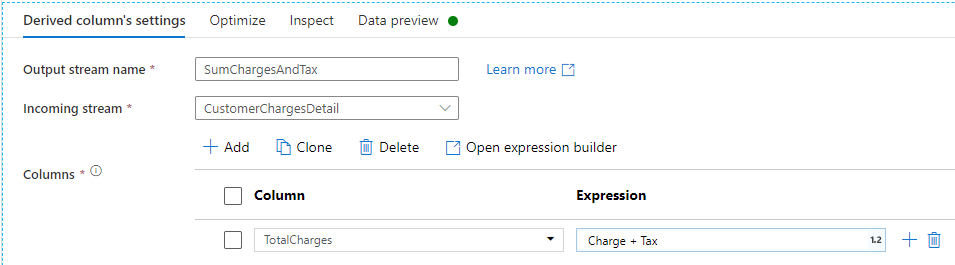 Derived column's settings Optimize Inspect Data preview
Output stream name * SumChargesAndTax Learn more
Incoming stream * CustomerChargesDetail
Add Clone Delete Open expression builder
Columns *
Column Expression
TotalCharges Charge + Tax 1.2